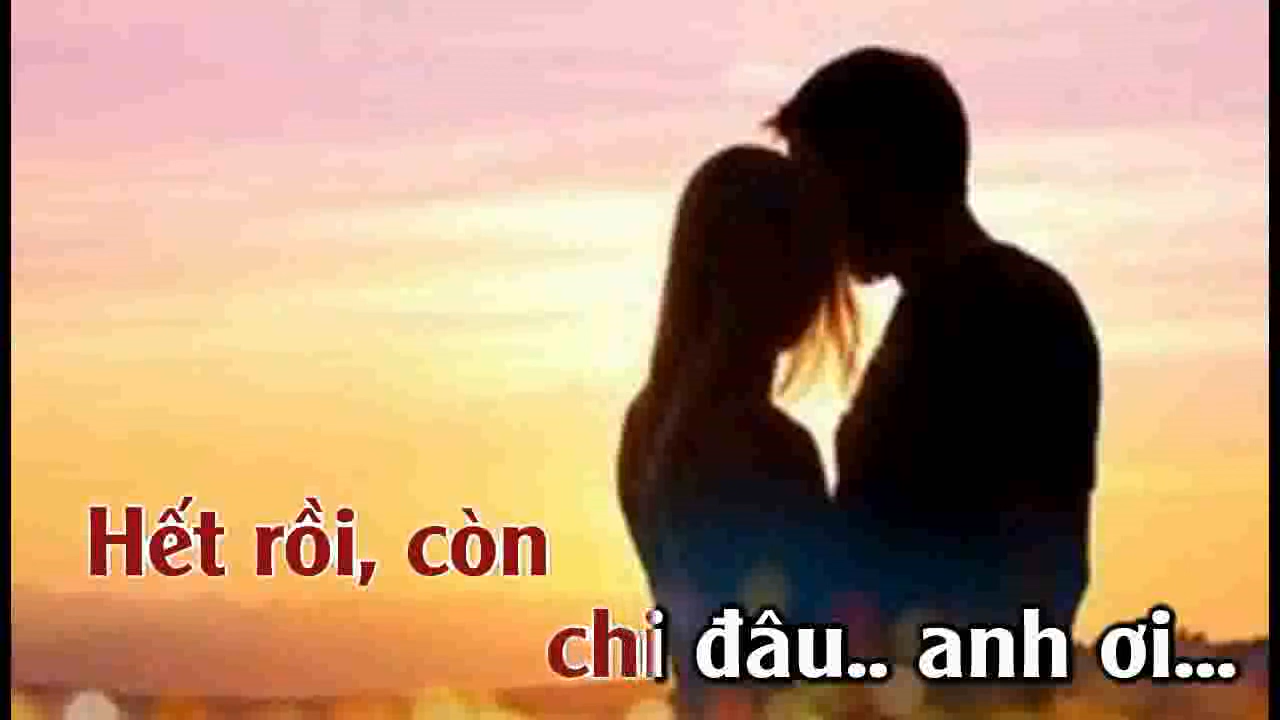 Hết rồi, còn
chi đâu.. anh ơi...